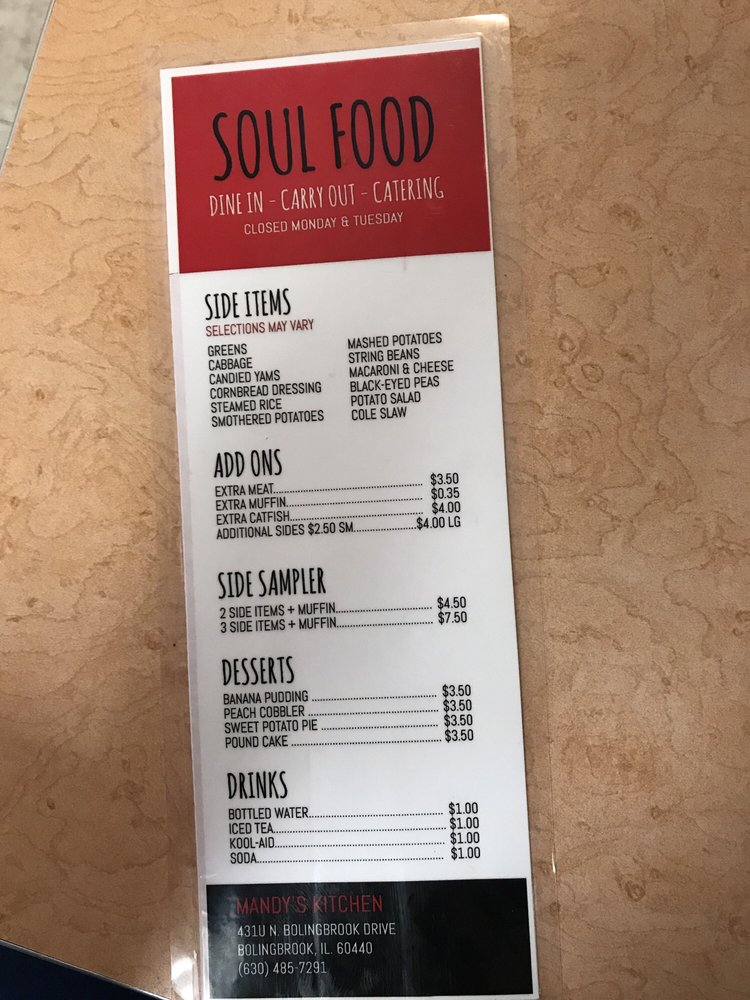 SOUL FOOD
DINE IN - CARRY OUT - CATERING
CLOSED MONDAY & TUESDAY
SIDE ITEMS
SELECTIONS MAY VARY
GREENS
CABBAGE
CANDIED YAMS
CORNBREAD DRESSING
STEAMED RICE
SMOTHERED POTATOES
MASHED POTATOES
STRING BEANS
MACARONI & CHEESE
BLACK-EYED PEAS
POTATO SALAD
COLE SLAW
ADD ONS
EXTRA MEAT........................................ $3.50
EXTRA MUFFIN.................................... $0.35
EXTRA CATFISH................................... $4.00
ADDITIONAL SIDES $2.50 SM..................$4.00 LG
SIDE SAMPLER
2 SIDE ITEMS + MUFFIN.......................... $4.50
3 SIDE ITEMS + MUFFIN.......................... $7.50
DESSERTS
BANANA PUDDING ................................. $3.50
PEACH COBBLER .................................. $3.50
SWEET POTATO PIE ............................... $3.50
POUND CAKE ....................................... $3.50
DRINKS
BOTTLED WATER.................................... $1.00
ICED TEA............................................. $1.00
KOOL-AID............................................. $1.00
SODA.................................................. $1.00
MANDY'S KITCHEN
431U N. BOLINGBROOK DRIVE
BOLINGBROOK, IL. 60440
(630) 485-7291